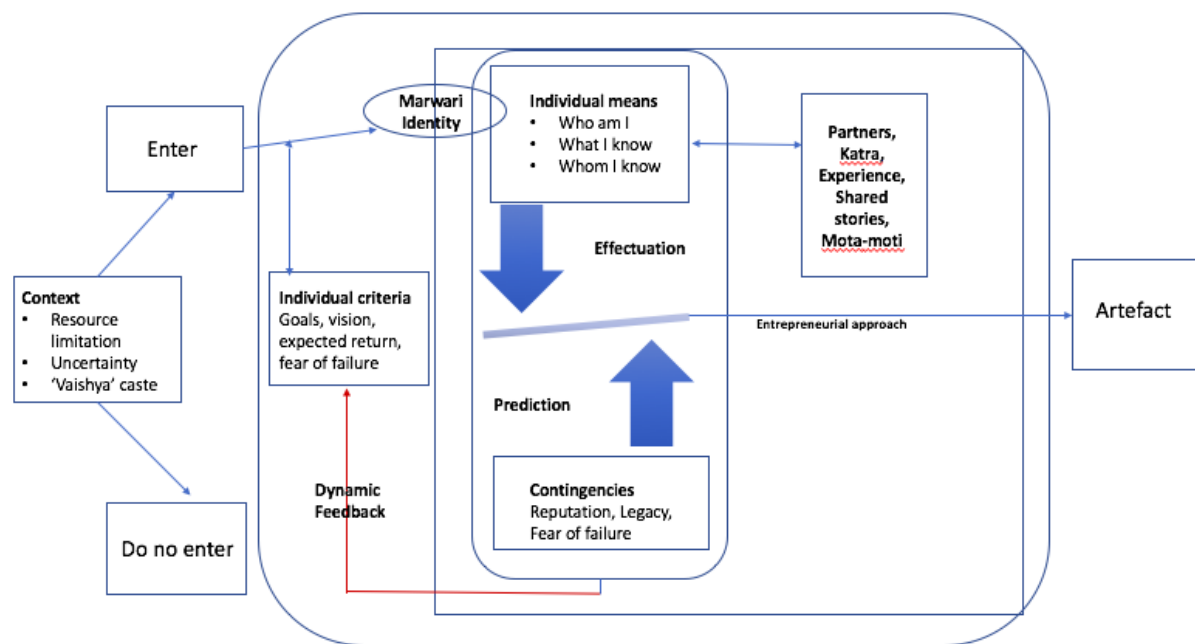 Enter
Context
• Resource
limitation
• Uncertainty
• ‘Vaishya’ caste
Do no enter
Marwari
Identity
Individual criteria
Goals, vision,
expected return,
fear of failure
Dynamic
Feedback
Individual means
• Who am I
• What I know
• Whom I know
Effectuation
Prediction
Contingencies
Reputation, Legacy,
Fear of failure
Partners,
Katra,
Experience,
Shared
stories,
Mota-moti
Entrepreneurial approach
Artefact